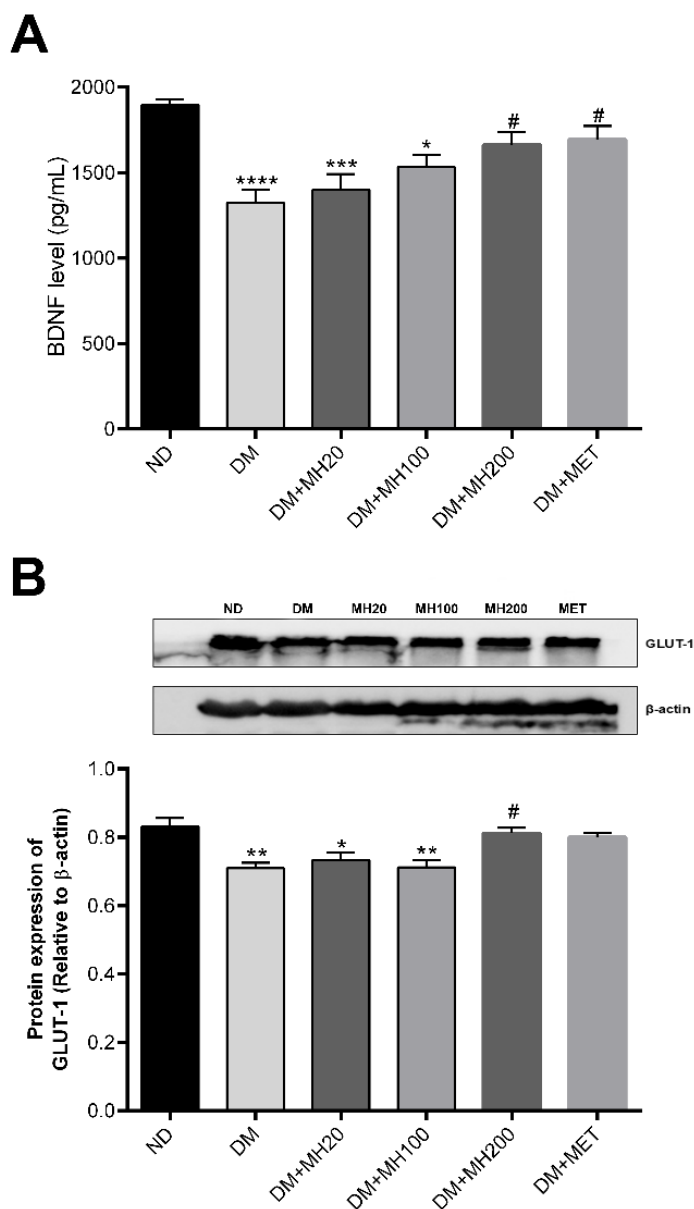 A
2000
1500
1000
500
0
BDNF level (pg/mL)
****
***
*
#
#
ND
DM
DM+MH20
DM+MH100
DM+MH200
DM+MET
B
ND DM MH20 MH100 MH200 MET
GLUT-1
β-actin
1.0
0.8
0.6
0.4
0.2
0.0
Protein expression of
GLUT-1 (Relative to β-actin)
**
*
**
#
ND
DM
DM+MH20
DM+MH100
DM+MH200
DM+MET